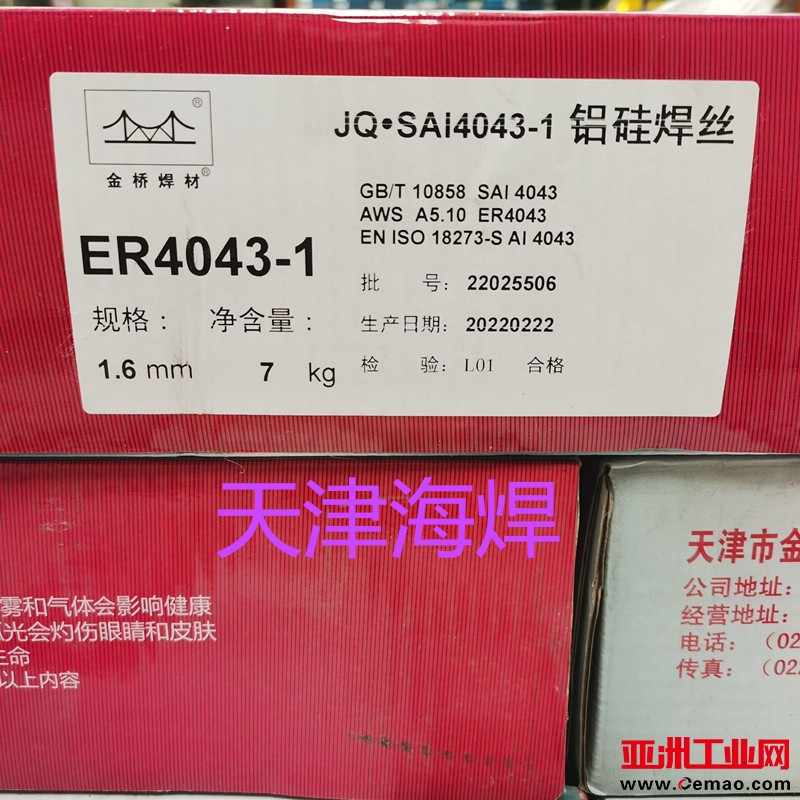 ®
金桥焊材®
JQ•SAI4043-1 铝硅焊丝
GB/T 10858 SAI 4043
AWS A5.10 ER4043
EN ISO 18273-S AI 4043
ER4043-1
批 号: 22025506
规格: 净含量:
生产日期: 20220222
1.6 mm 7 kg
检 验: L01 合格
天津海焊
雾和气体会影响健康
光会灼伤眼睛和皮肤
生命
以上内容
天津市金
公司地址:
经营地址:
电话: (02
传真: (02
亚洲工业网
www.Cemao.com